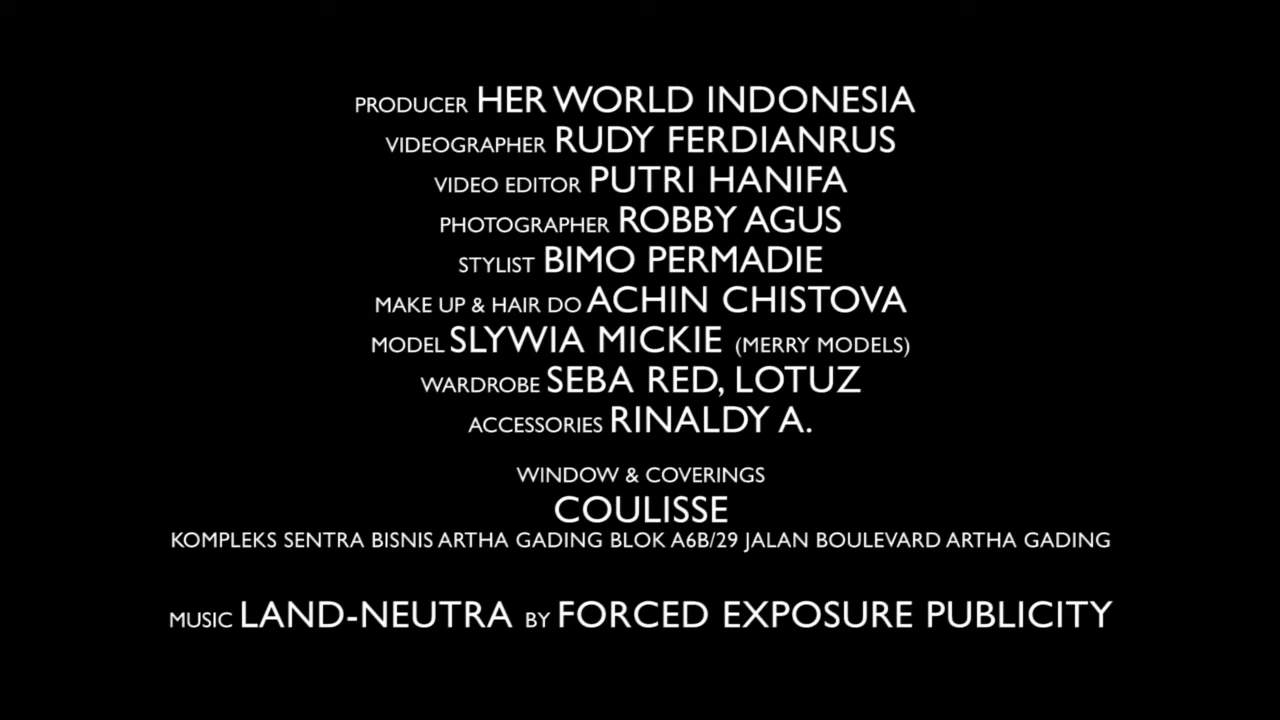 PRODUCER HER WORLD INDONESIA
VIDEOGRAPHER RUDY FERDIANRUS
VIDEO EDITOR PUTRI HANIFA
PHOTOGRAPHER ROBBY AGUS
STYLIST BIMO PERMADIE
MAKE UP & HAIR DO ACHIN CHISTOVA
MODEL SLYWIA MICKIE (MERRY MODELS)
WARDROBE SEBA RED, LOTUZ
ACCESSORIES RINALDY A.
WINDOW & COVERINGS
COULISSE
KOMPLEKS SENTRA BISNIS ARTHA GADING BLOK A6B/29 JALAN BOULEVARD ARTHA GADING
MUSIC LAND-NEUTRA BY FORCED EXPOSURE PUBLICITY